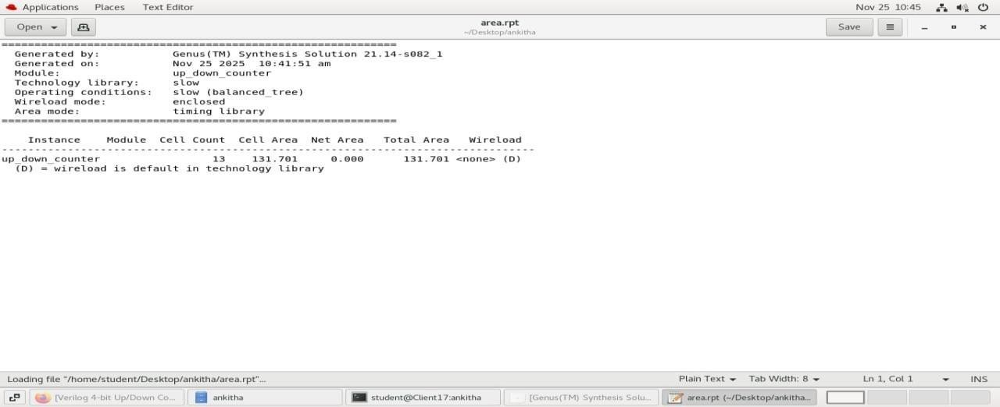 Applications Places Text Editor Nov 25 10:45
Open area.rpt Save
~/Desktop/ankitha
============================================================
Generated by: Genus(TM) Synthesis Solution 21.14-s082_1
Generated on: Nov 25 2025 10:41:51 am
Module: up_down_counter
Technology library: slow
Operating conditions: slow (balanced_tree)
Wireload mode: enclosed
Area mode: timing library
============================================================
Instance Module Cell Count Cell Area Net Area Total Area Wireload
---------------------------------------------------------------------------------
up_down_counter 13 131.701 0.000 131.701 <none> (D)
(D) = wireload is default in technology library
Loading file "/home/student/Desktop/ankitha/area.rpt"... Plain Text Tab Width: 8 Ln 1, Col 1 INS
[Verilog 4-bit Up/Down Co... ankitha student@Client17:ankitha [Genus(TM) Synthesis Solu... area.rpt (~/Desktop/ankitha...